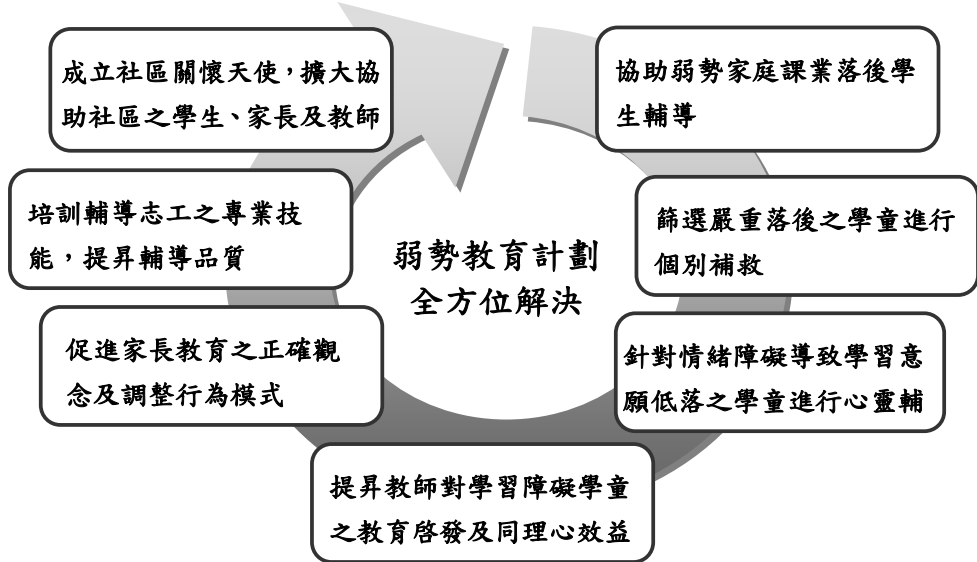 成立社區關懷天使，擴大協
助社區之學生、家長及教師
協助弱勢家庭課業落後學
生輔導
培訓輔導志工之專業技
能，提昇輔導品質
篩選嚴重落後之學童進行
個別補救
弱勢教育計劃
全方位解決
促進家長教育之正確觀
念及調整行為模式
針對情緒障礙導致學習意
願低落之學童進行心靈輔
提昇教師對學習障礙學童
之教育啓發及同理心效益